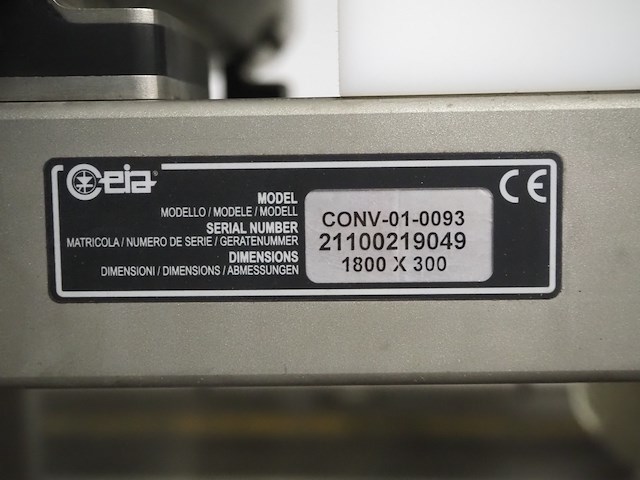 Ceia®
CE
MODEL
MODELLO / MODELE / MODELL
CONV-01-0093
SERIAL NUMBER
MATRICOLA / NUMERO DE SERIE / GERATENUMMER
21100219049
DIMENSIONS
DIMENSIONI / DIMENSIONS / ABMESSUNGEN
1800 X 300